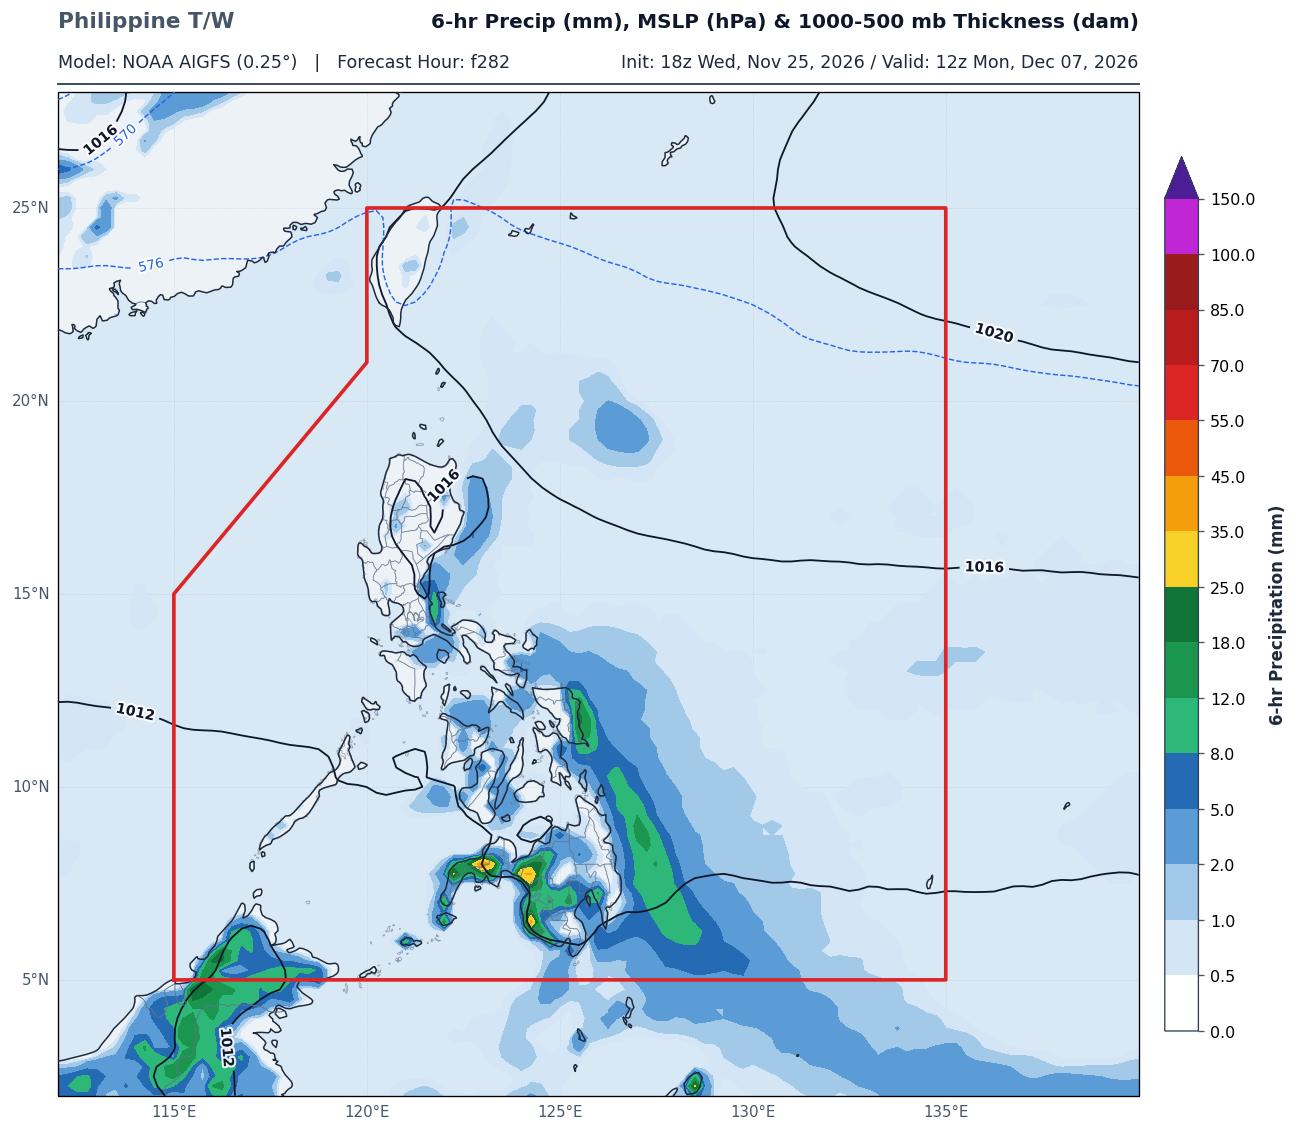 Philippine T/W
6-hr Precip (mm), MSLP (hPa) & 1000-500 mb Thickness (dam)
Model: NOAA AIGFS (0.25°) | Forecast Hour: f282
Init: 18z Wed, Nov 25, 2026 / Valid: 12z Mon, Dec 07, 2026
1016
570
576
1020
1016
1016
1012
1012
25°N
20°N
15°N
10°N
5°N
115°E
120°E
125°E
130°E
135°E
150.0
100.0
85.0
70.0
55.0
45.0
35.0
25.0
18.0
12.0
8.0
5.0
2.0
1.0
0.5
0.0
6-hr Precipitation (mm)